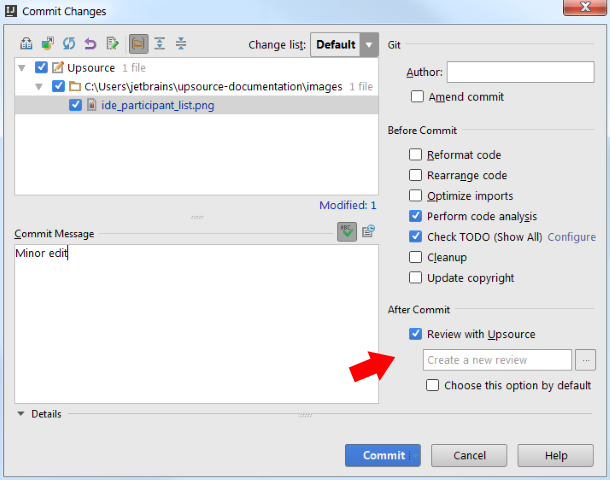 Commit Changes
Change list: Default
Upsource 1 file
C:\Users\jetbrains\upsource-documentation\images 1 file
ide_participant_list.png
Modified: 1
Commit Message
ABC
Minor edit
Details
Git
Author:
Amend commit
Before Commit
Reformat code
Rearrange code
Optimize imports
Perform code analysis
Check TODO (Show All) Configure
Cleanup
Update copyright
After Commit
Review with Upsource
Create a new review ...
Choose this option by default
Commit Cancel Help